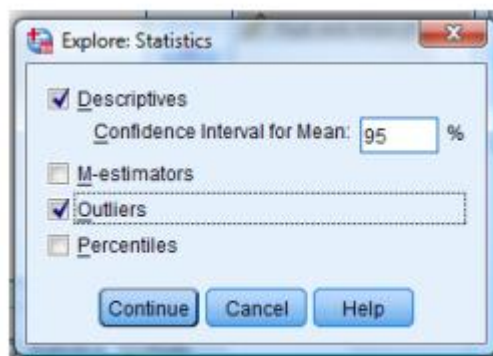 Explore: Statistics
Descriptives
Confidence Interval for Mean: 95 %
M-estimators
Outliers
Percentiles
Continue Cancel Help